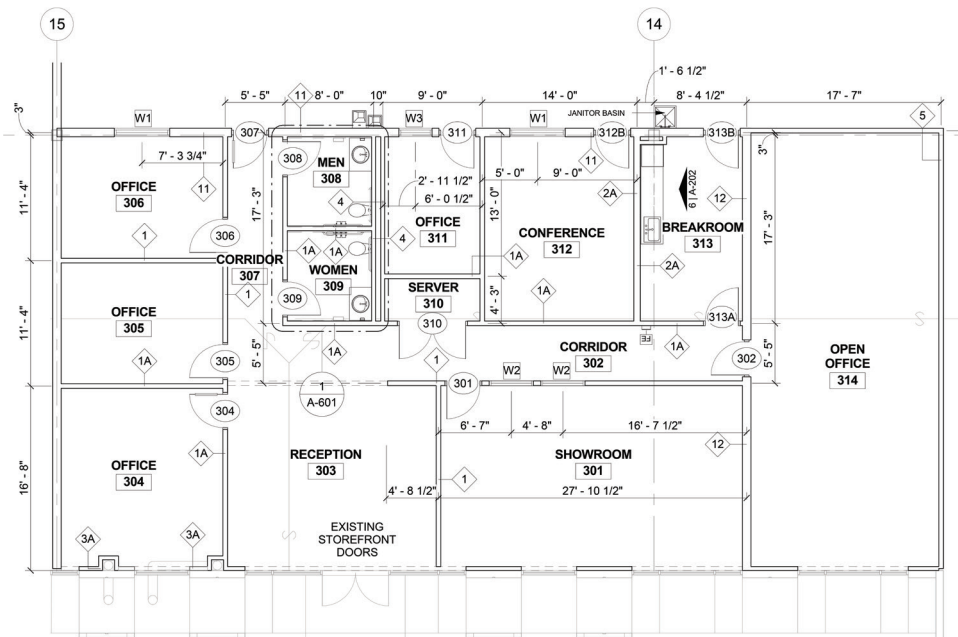 15
14
1' - 6 1/2"
5' - 5"
11
8' - 0"
10"
9' - 0"
14' - 0"
8' - 4 1/2"
17' - 7"
3"
W1
307
W3
311
W1
JANITOR BASIN
312B
313B
5
308
MEN
308
11
3"
7' - 3 3/4"
11
OFFICE
306
11' - 4"
17' - 3"
4
2' - 11 1/2"
6' - 0 1/2"
5' - 0"
9' - 0"
2A
13' - 0"
6 | A-202
12
17' - 3"
1
306
OFFICE
311
4
CONFERENCE
312
BREAKROOM
313
1A
1A
1A
CORRIDOR
307
WOMEN
309
2A
1
309
SERVER
310
4' - 3"
1A
OFFICE
305
11' - 4"
310
313A
1A
305
5' - 5"
1A
1
FE
1A
CORRIDOR
302
302
5' - 5"
OPEN
OFFICE
314
1
A-601
301
W2
W2
304
6' - 7"
4' - 8"
16' - 7 1/2"
1A
12
OFFICE
304
16' - 8"
RECEPTION
303
4' - 8 1/2"
1
SHOWROOM
301
27' - 10 1/2"
3A
3A
EXISTING
STOREFRONT
DOORS
S
S
S
S